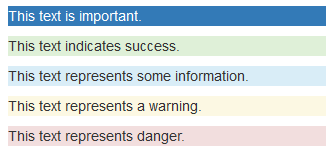 This text is important.
This text indicates success.
This text represents some information.
This text represents a warning.
This text represents danger.